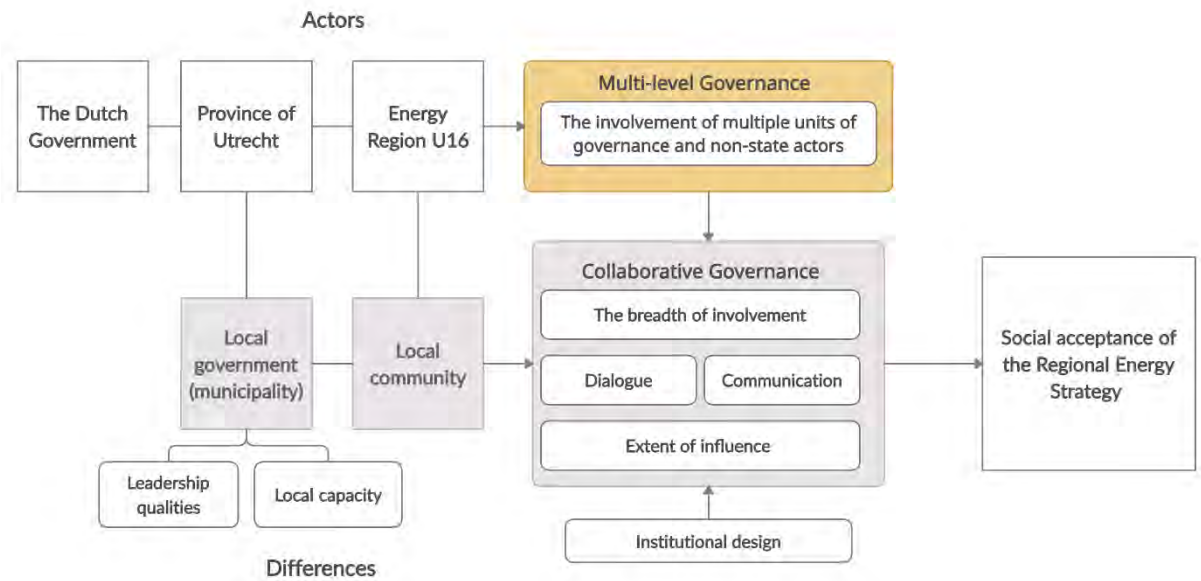 Actors
The Dutch
Government
Province of
Utrecht
Energy
Region U16
Multi-level Governance
The involvement of multiple units of
governance and non-state actors
Local
government
(municipality)
Local
community
Collaborative Governance
The breadth of involvement
Dialogue
Communication
Extent of influence
Social acceptance of
the Regional Energy
Strategy
Leadership
qualities
Local capacity
Institutional design
Differences